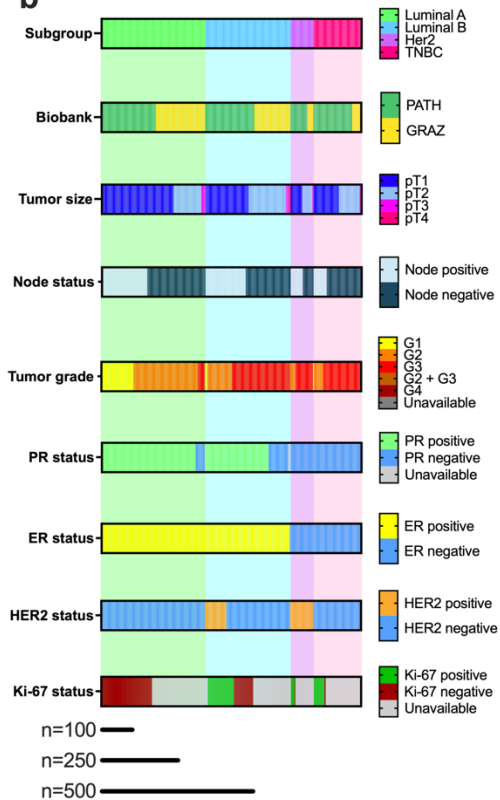 b
Subgroup
Luminal A
Luminal B
Her2
TNBC
Biobank
PATH
GRAZ
Tumor size
pT1
pT2
pT3
pT4
Node status
Node positive
Node negative
Tumor grade
G1
G2
G3
G2 + G3
G4
Unavailable
PR status
PR positive
PR negative
Unavailable
ER status
ER positive
ER negative
HER2 status
HER2 positive
HER2 negative
Ki-67 status
Ki-67 positive
Ki-67 negative
Unavailable
n=100
n=250
n=500